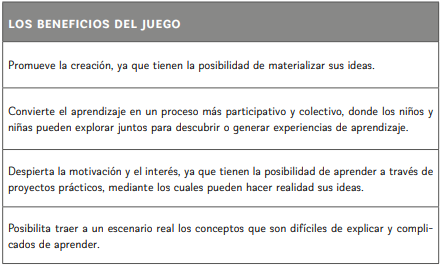 LOS BENEFICIOS DEL JUEGO
Promueve la creación, ya que tienen la posibilidad de materializar sus ideas.
Convierte el aprendizaje en un proceso más participativo y colectivo, donde los niños y
niñas pueden explorar juntos para descubrir o generar experiencias de aprendizaje.
Despierta la motivación y el interés, ya que tienen la posibilidad de aprender a través de
proyectos prácticos, mediante los cuales pueden hacer realidad sus ideas.
Posibilita traer a un escenario real los conceptos que son difíciles de explicar y compli-
cados de aprender.